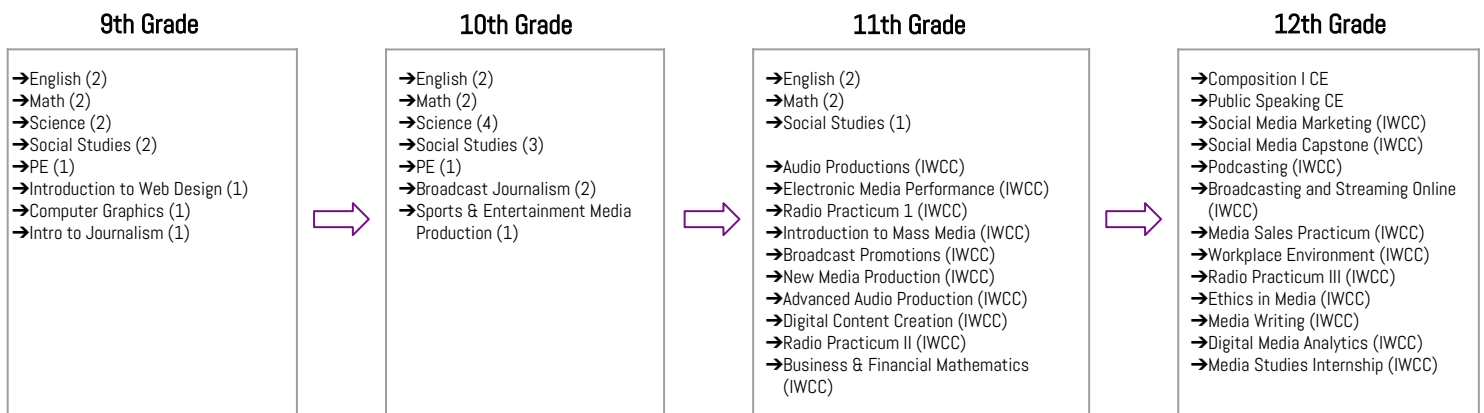 9th Grade
➔English (2)
➔Math (2)
➔Science (2)
➔Social Studies (2)
➔PE (1)
➔Introduction to Web Design (1)
➔Computer Graphics (1)
➔Intro to Journalism (1)
10th Grade
➔English (2)
➔Math (2)
➔Science (4)
➔Social Studies (3)
➔PE (1)
➔Broadcast Journalism (2)
➔Sports & Entertainment Media
Production (1)
11th Grade
➔English (2)
➔Math (2)
➔Social Studies (1)
➔Audio Productions (IWCC)
➔Electronic Media Performance (IWCC)
➔Radio Practicum 1 (IWCC)
➔Introduction to Mass Media (IWCC)
➔Broadcast Promotions (IWCC)
➔New Media Production (IWCC)
➔Advanced Audio Production (IWCC)
➔Digital Content Creation (IWCC)
➔Radio Practicum II (IWCC)
➔Business & Financial Mathematics
(IWCC)
12th Grade
➔Composition I CE
➔Public Speaking CE
➔Social Media Marketing (IWCC)
➔Social Media Capstone (IWCC)
➔Podcasting (IWCC)
➔Broadcasting and Streaming Online
(IWCC)
➔Media Sales Practicum (IWCC)
➔Workplace Environment (IWCC)
➔Radio Practicum III (IWCC)
➔Ethics in Media (IWCC)
➔Media Writing (IWCC)
➔Digital Media Analytics (IWCC)
➔Media Studies Internship (IWCC)